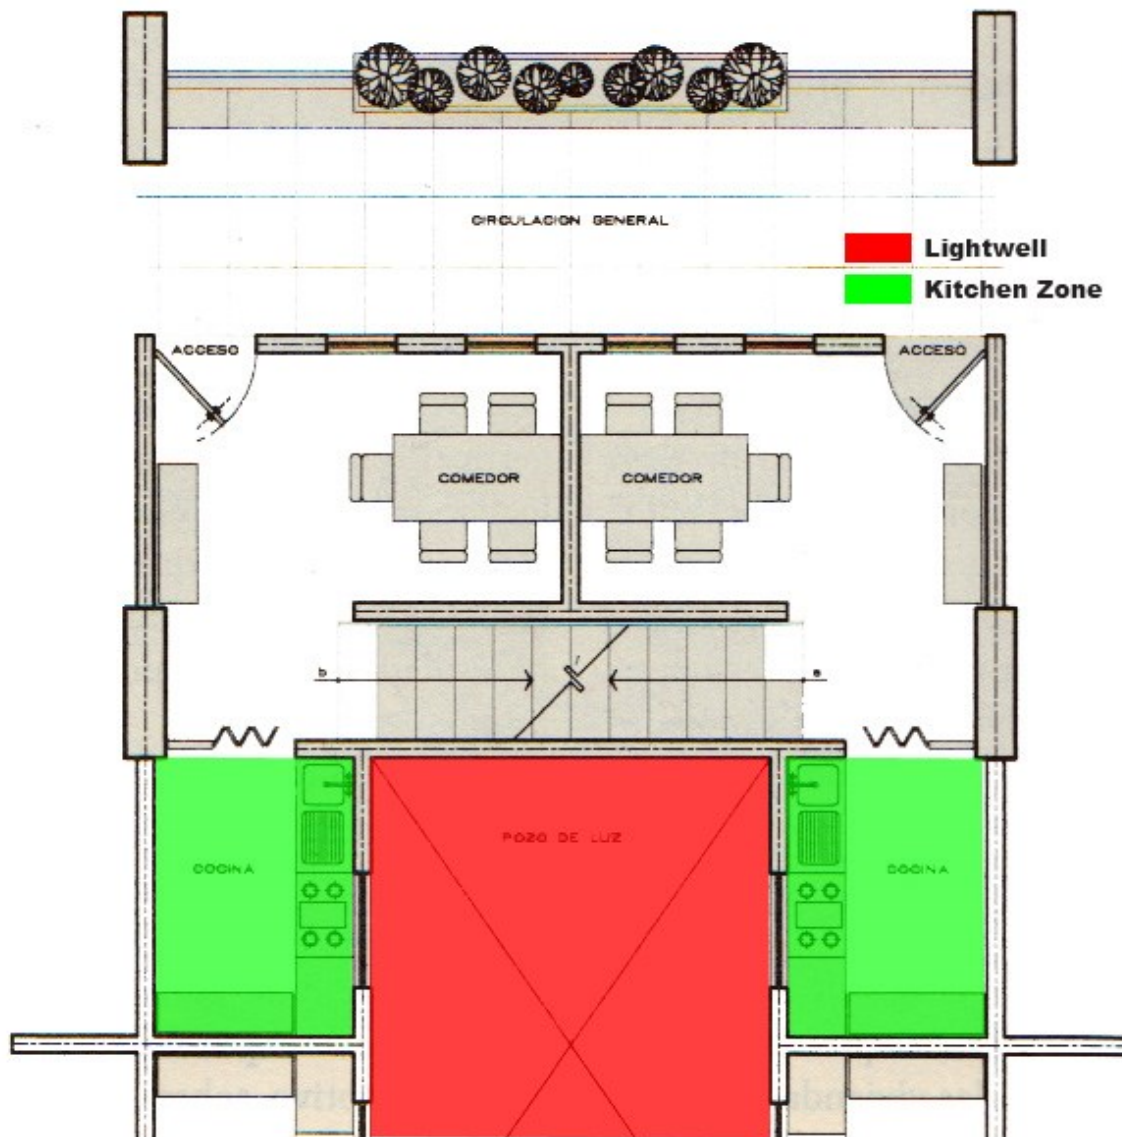 CIRCULACION GENERAL
Lightwell
Kitchen Zone
ACCESO
ACCESO
COMEDOR
COMEDOR
b
a
POZO DE LUZ
COCINA
COCINA